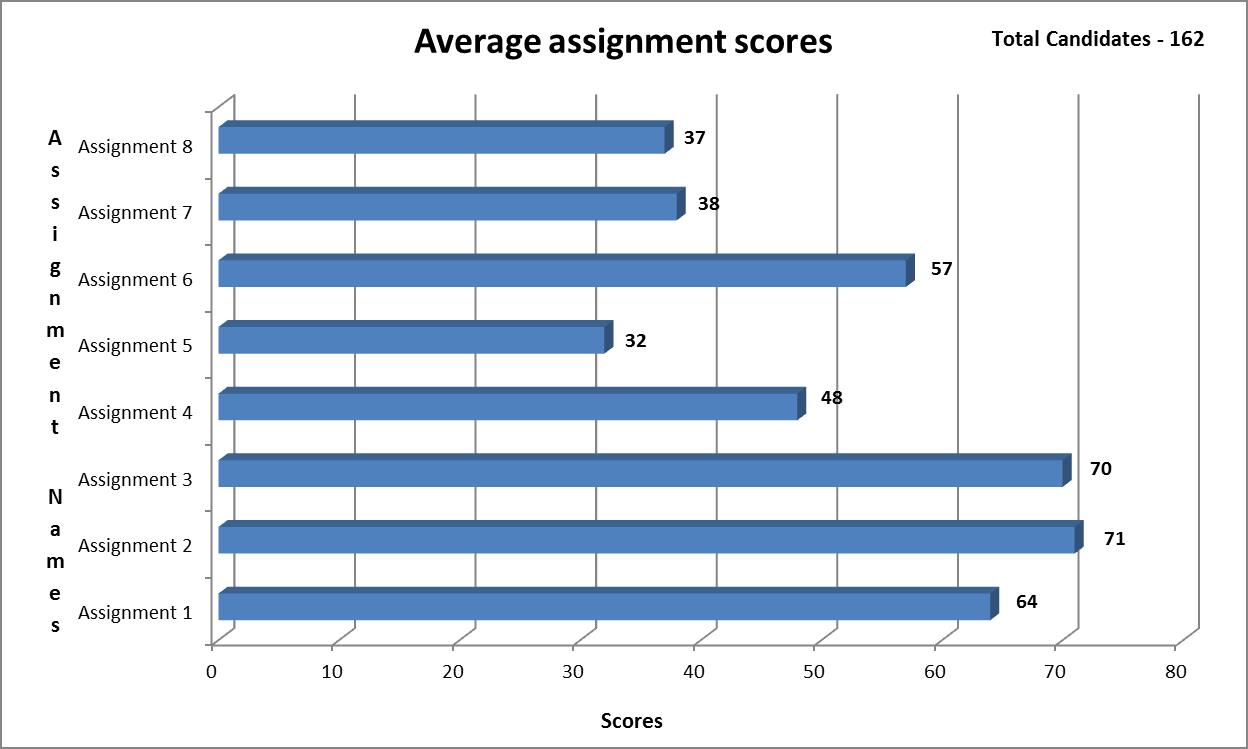 Average assignment scores
Total Candidates - 162
Assignment Names
Assignment 8
37
Assignment 7
38
Assignment 6
57
Assignment 5
32
Assignment 4
48
Assignment 3
70
Assignment 2
71
Assignment 1
64
0 10 20 30 40 50 60 70 80
Scores